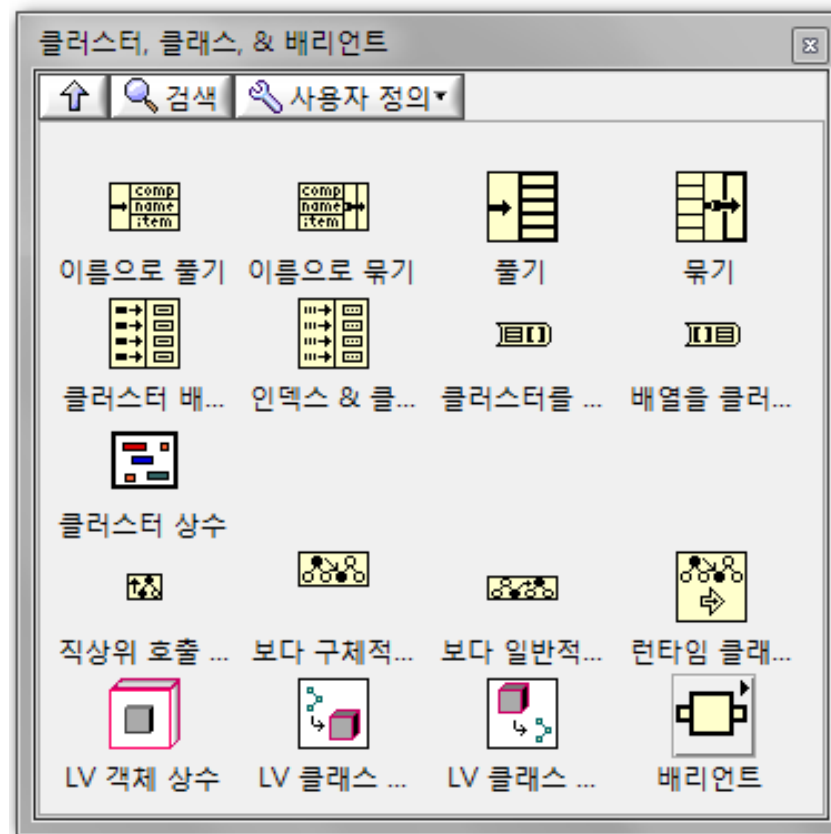 클러스터, 클래스, & 배리언트
검색 사용자 정의
comp name item comp name item
이름으로 풀기 이름으로 묶기 풀기 묶기
클러스터 배... 인덱스 & 클... 클러스터를 ... 배열을 클러...
클러스터 상수
직상위 호출 ... 보다 구체적... 보다 일반적... 런타임 클래...
LV 객체 상수 LV 클래스 ... LV 클래스 ... 배리언트